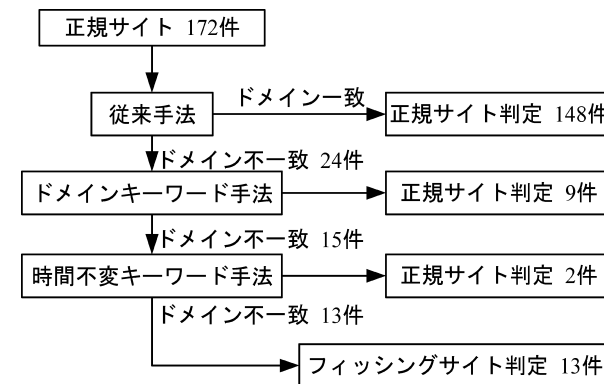 正規サイト 172件
従来手法
ドメイン一致
正規サイト判定 148件
ドメイン不一致 24件
ドメインキーワード手法
正規サイト判定 9件
ドメイン不一致 15件
時間不変キーワード手法
正規サイト判定 2件
ドメイン不一致 13件
フィッシングサイト判定 13件